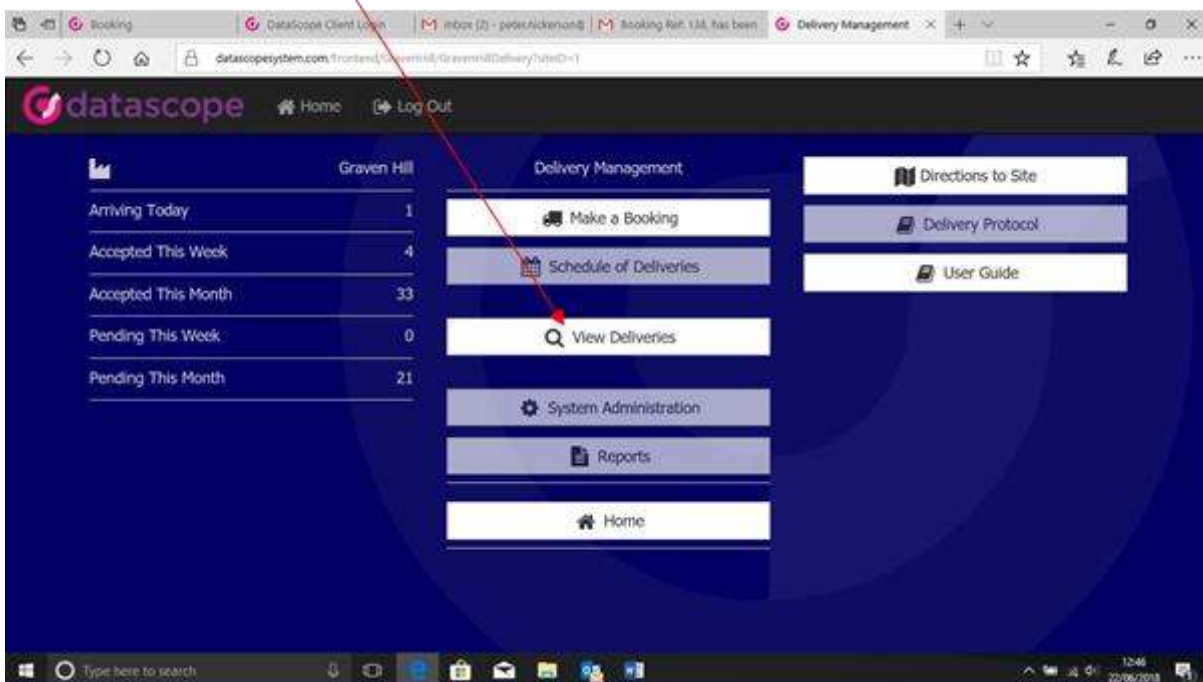 Booking
DataScope Client Login
Booking Ref: 138, has been
Delivery Management
datascopesystem.com
datascope
Home
Log Out
Graven Hill
Arriving Today 1
Accepted This Week 4
Accepted This Month 33
Pending This Week 0
Pending This Month 21
Delivery Management
Make a Booking
Schedule of Deliveries
View Deliveries
System Administration
Reports
Home
Directions to Site
Delivery Protocol
User Guide
Type here to search
12:46
22/06/2018